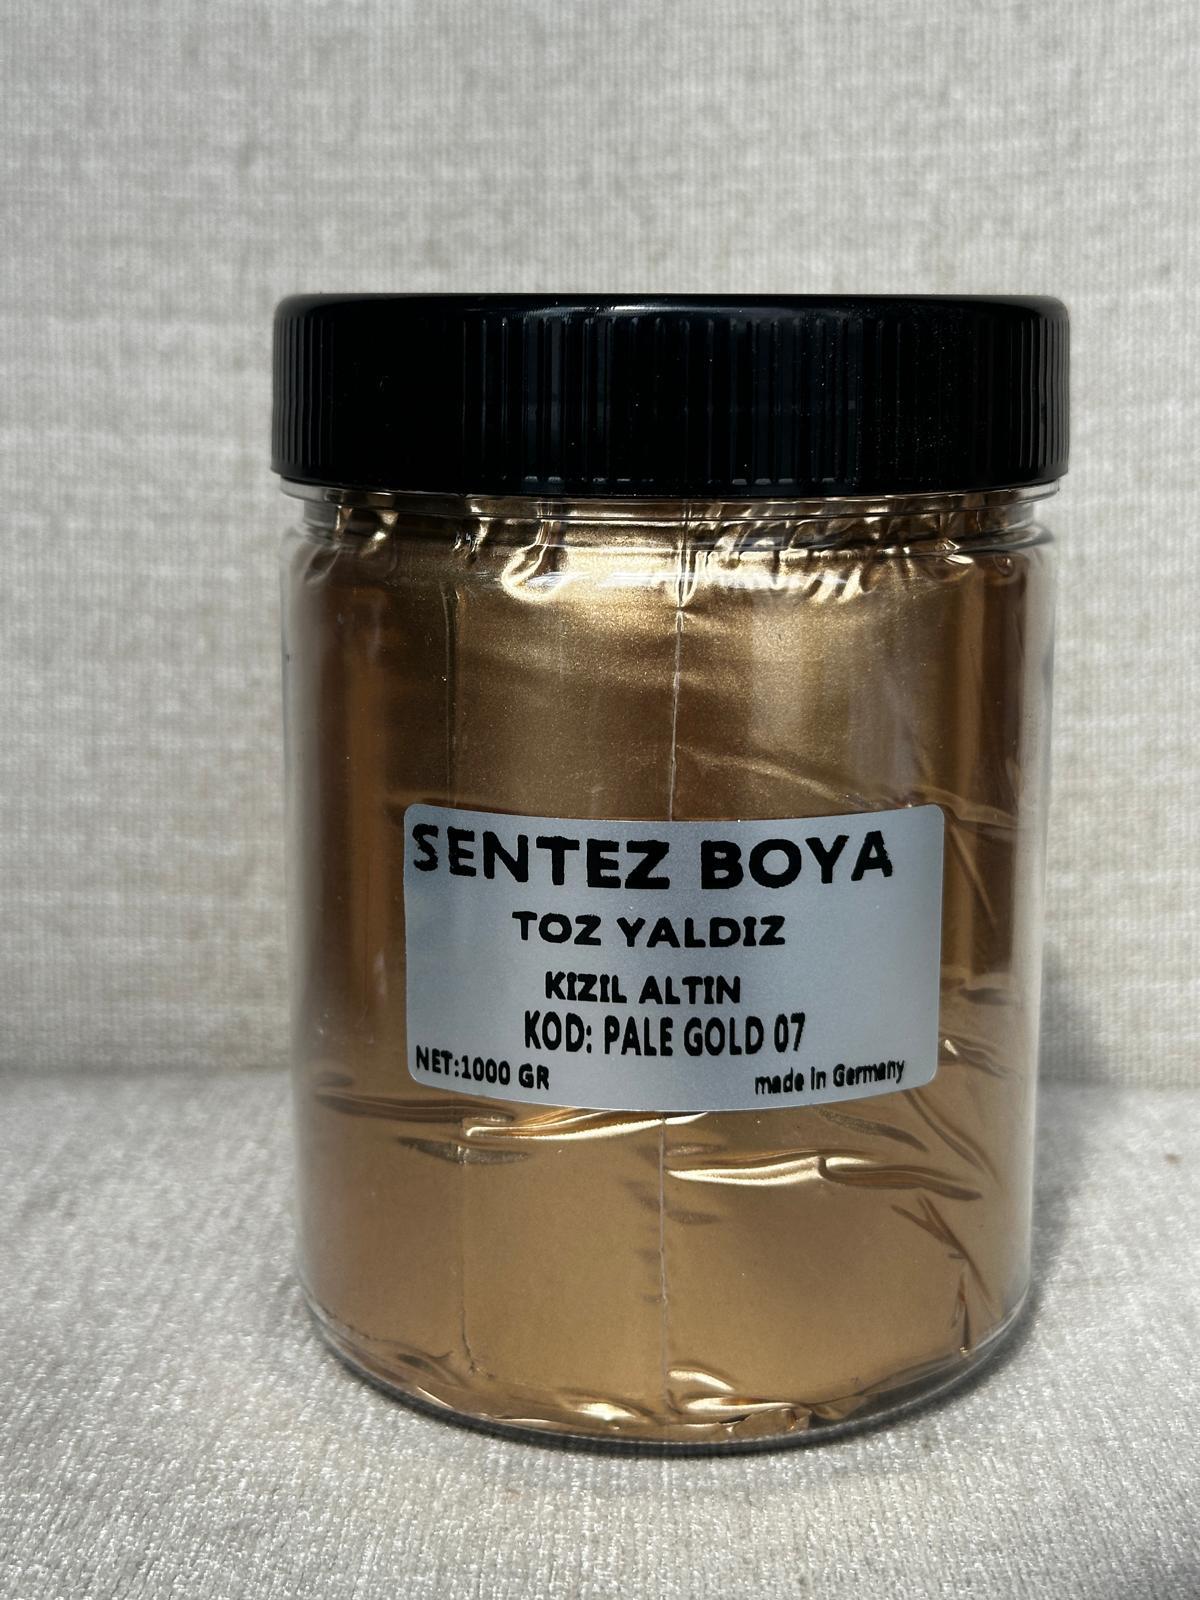 SENTEZ BOYA
TOZ YALDIZ
KIZIL ALTIN
KOD: PALE GOLD 07
NET:1000 GR
made in Germany